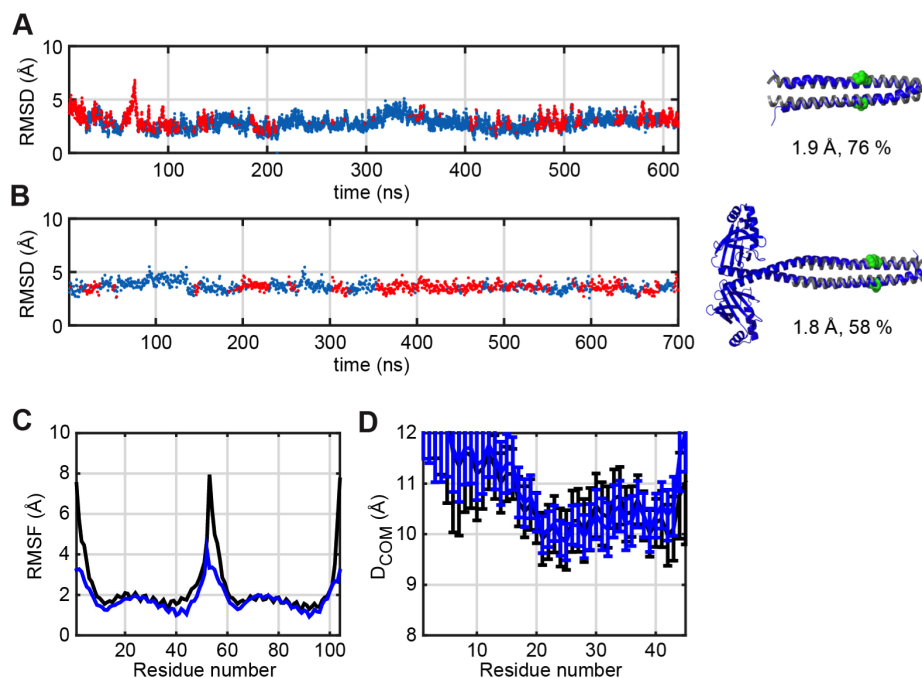 A
RMSD (Å)
10
5
0
100
200
300
400
500
600
time (ns)
1.9 Å, 76 %
B
RMSD (Å)
10
5
0
100
200
300
400
500
600
700
time (ns)
1.8 Å, 58 %
C
RMSF (Å)
10
8
6
4
2
0
20
40
60
80
100
Residue number
D
DCOM (Å)
12
11
10
9
8
10
20
30
40
Residue number